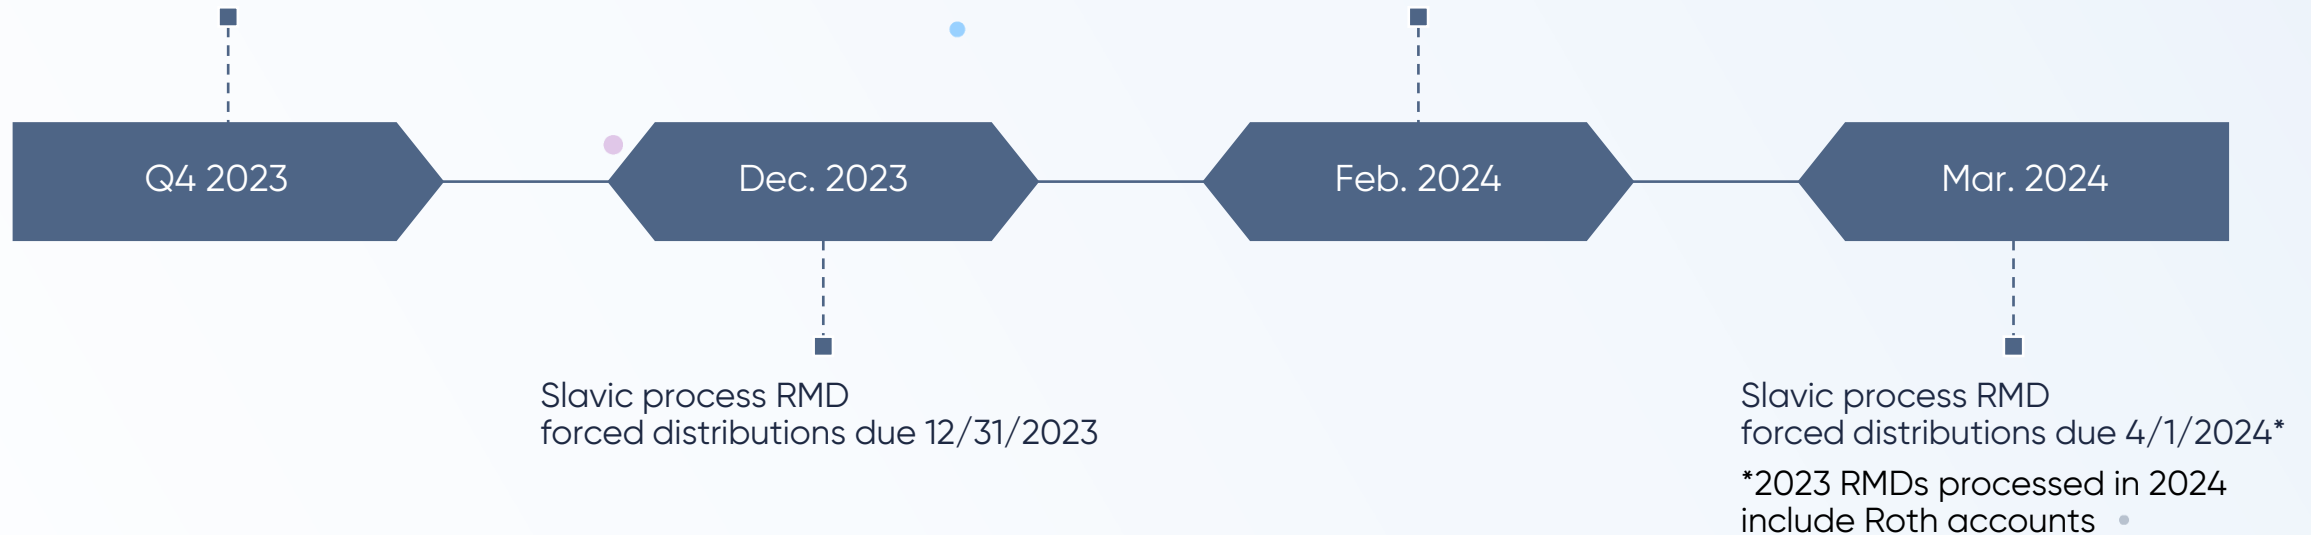 Q4 2023
Dec. 2023
Feb. 2024
Mar. 2024
Slavic process RMD
forced distributions due 12/31/2023
Slavic process RMD
forced distributions due 4/1/2024*
*2023 RMDs processed in 2024
include Roth accounts